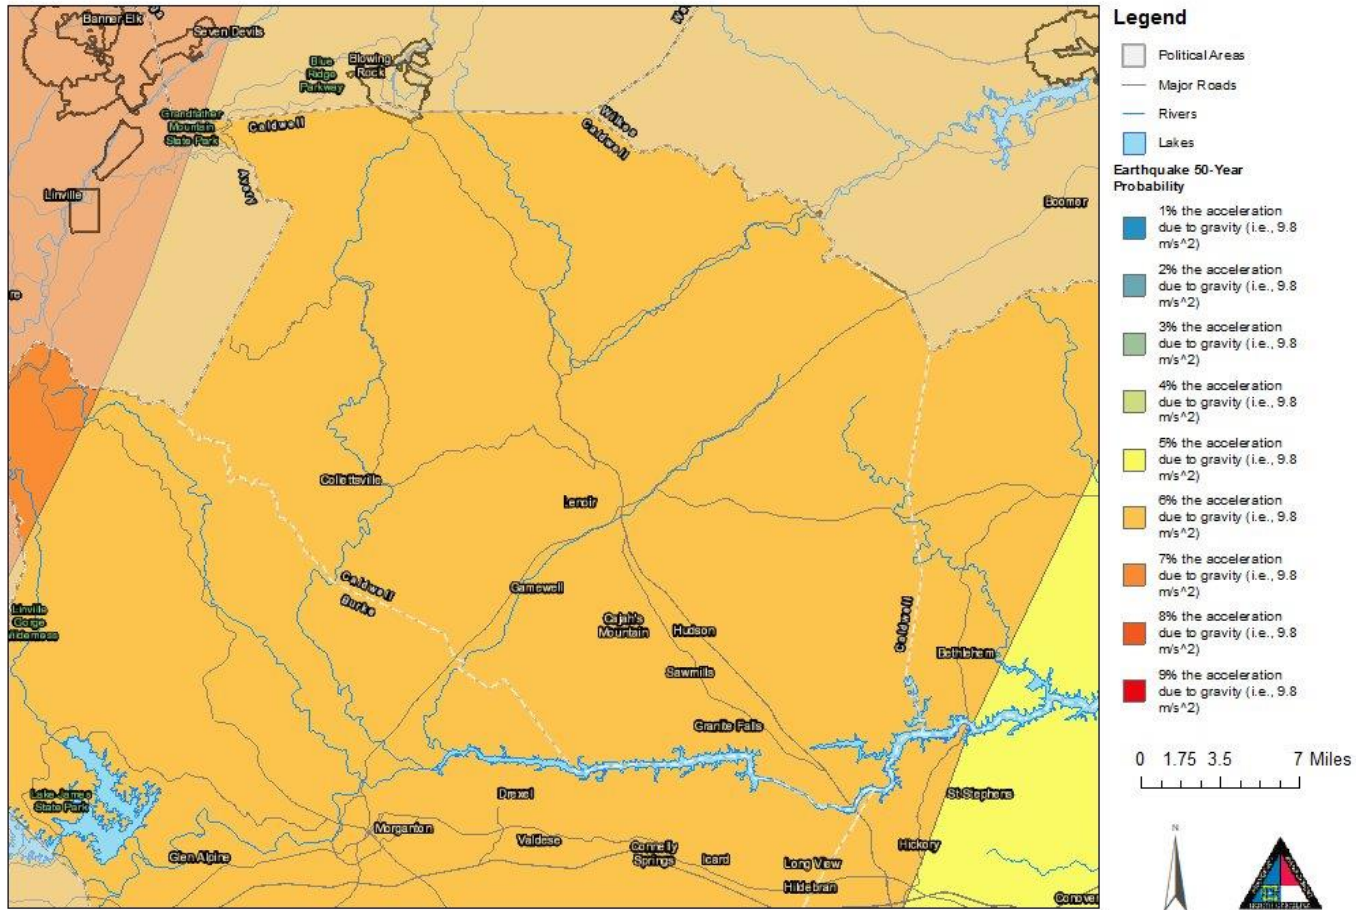 Banner Elk
Seven Devils
Blue
Ridge
Parkway
Blowing
Rock
Grandfather
Mountain
State Park
Caldwell
Wilkes
Caldwell
Avery
Linville
Boomer
Collettsville
Lenoir
Caldwell
Burke
Gamewell
Linville
Gorge
Cajah's
Mountain
Hudson
Caldwell
Bethlehem
Sawmills
Granite Falls
Lake James
State Park
Drexel
St Stephens
Morganton
Valdese
Glen Alpine
Connelly
Springs
Icard
Long View
Hickory
Hildebran
Conover
Legend
Political Areas
Major Roads
Rivers
Lakes
Earthquake 50-Year
Probability
1% the acceleration
due to gravity (i.e., 9.8
m/s^2)
2% the acceleration
due to gravity (i.e., 9.8
m/s^2)
3% the acceleration
due to gravity (i.e., 9.8
m/s^2)
4% the acceleration
due to gravity (i.e., 9.8
m/s^2)
5% the acceleration
due to gravity (i.e., 9.8
m/s^2)
6% the acceleration
due to gravity (i.e., 9.8
m/s^2)
7% the acceleration
due to gravity (i.e., 9.8
m/s^2)
8% the acceleration
due to gravity (i.e., 9.8
m/s^2)
9% the acceleration
due to gravity (i.e., 9.8
m/s^2)
0 1.75 3.5 7 Miles
N